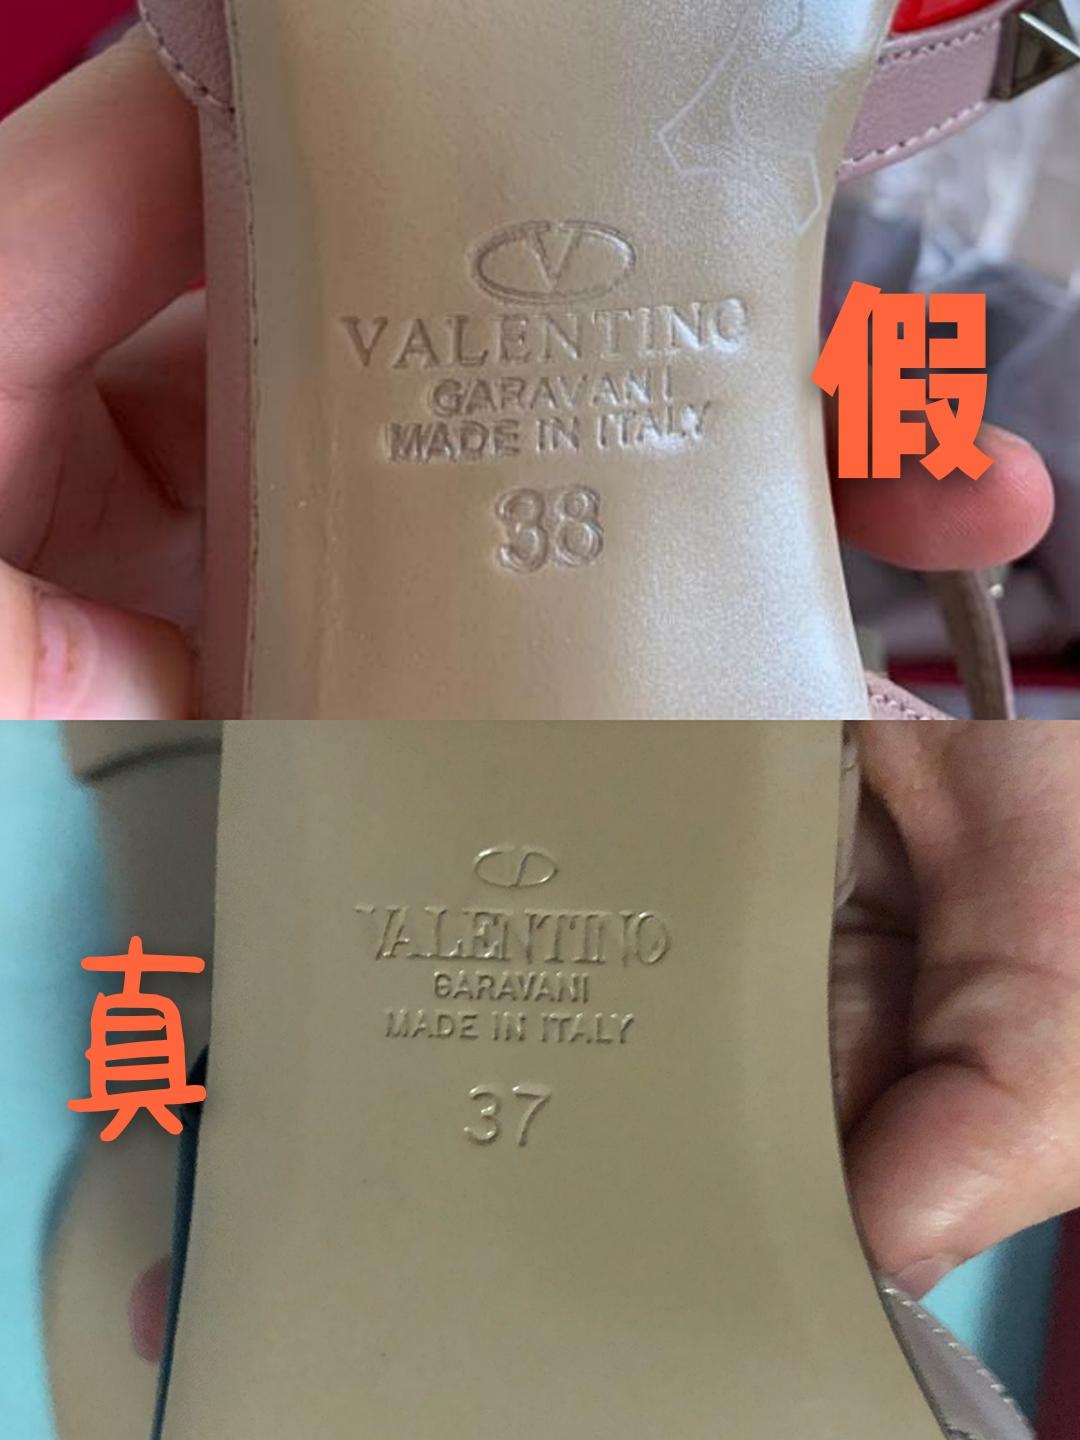 V
VALENTINO
GARAVANI
MADE IN ITALY
38
假
V
VALENTINO
GARAVANI
MADE IN ITALY
37
真